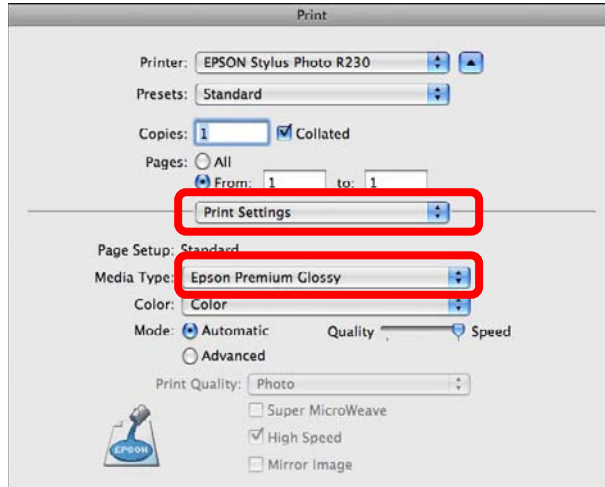 Print
Printer: EPSON Stylus Photo R230
Presets: Standard
Copies: 1 Collated
Pages: All
From: 1 to: 1
Print Settings
Page Setup: Standard
Media Type: Epson Premium Glossy
Color: Color
Mode: Automatic Quality Speed
Advanced
Print Quality: Photo
Super MicroWeave
High Speed
Mirror Image
EPSON